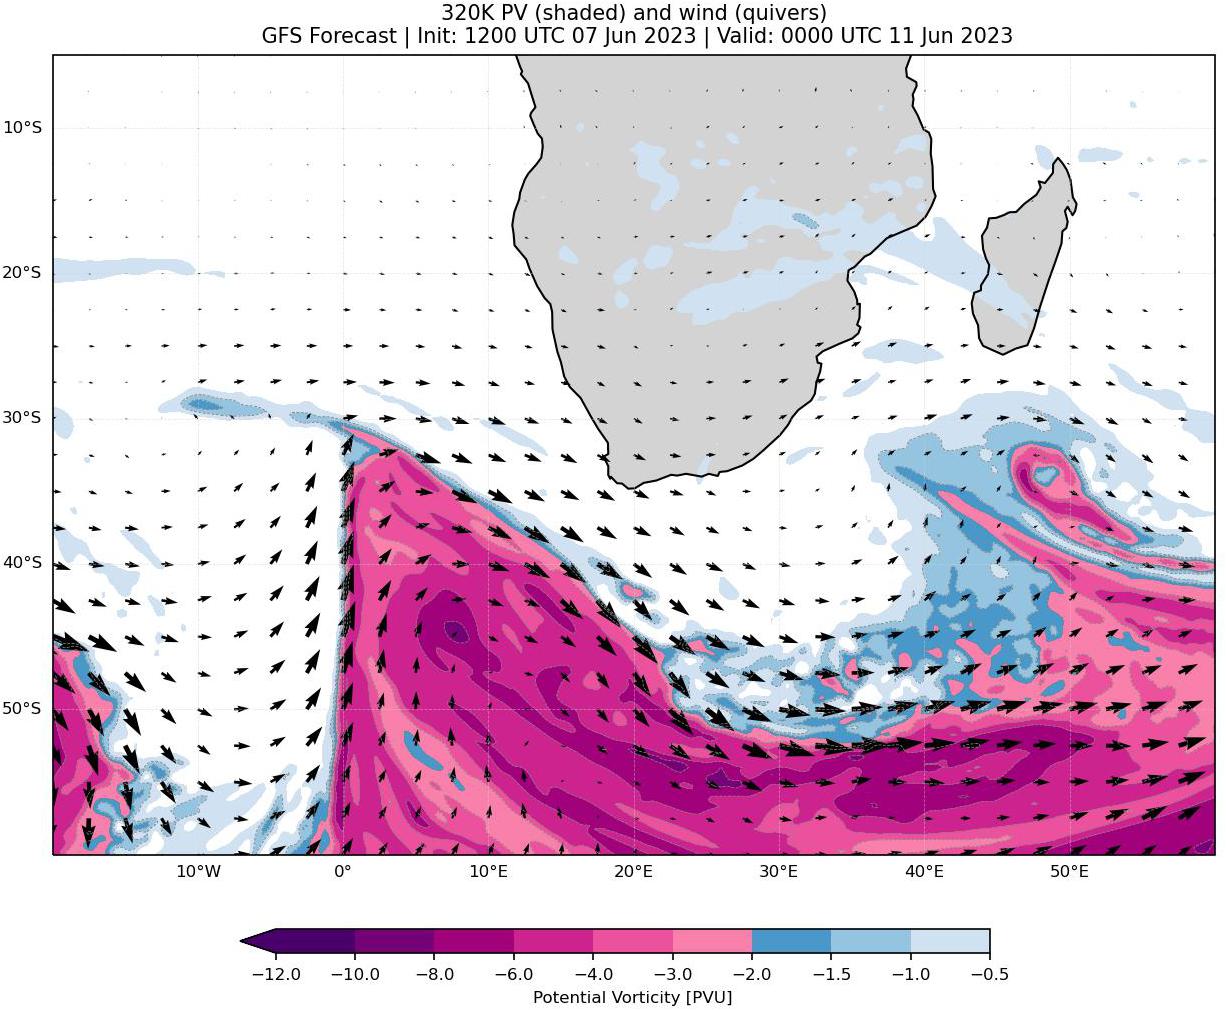 320K PV (shaded) and wind (quivers)
GFS Forecast | Init: 1200 UTC 07 Jun 2023 | Valid: 0000 UTC 11 Jun 2023
10°S
20°S
30°S
40°S
50°S
10°W 0° 10°E 20°E 30°E 40°E 50°E
−12.0 −10.0 −8.0 −6.0 −4.0 −3.0 −2.0 −1.5 −1.0 −0.5
Potential Vorticity [PVU]